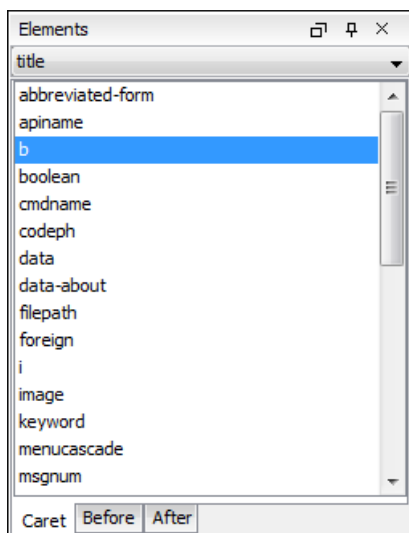 Elements
title
abbreviated-form
apiname
b
boolean
cmdname
codeph
data
data-about
filepath
foreign
i
image
keyword
menucascade
msgnum
Caret Before After